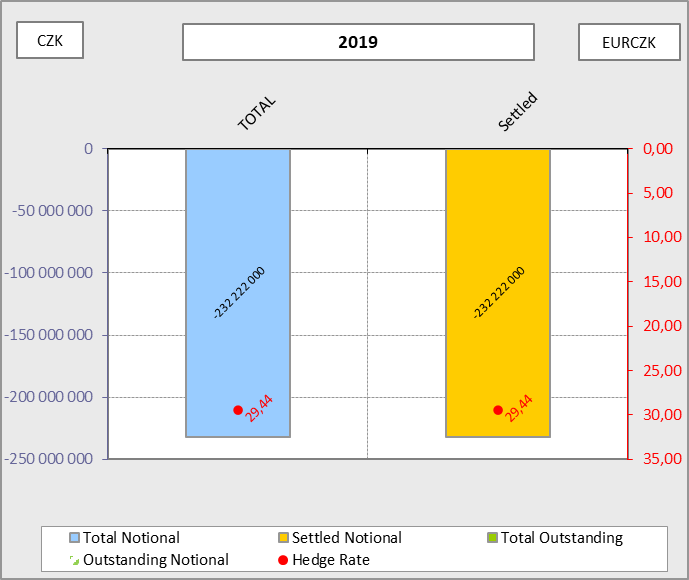 CZK
2019
EURCZK
TOTAL
Settled
0
-50 000 000
-100 000 000
-150 000 000
-200 000 000
-250 000 000
-232 222 000
-232 222 000
29,44
29,44
0,00
5,00
10,00
15,00
20,00
25,00
30,00
35,00
Total Notional
Settled Notional
Total Outstanding
Outstanding Notional
Hedge Rate